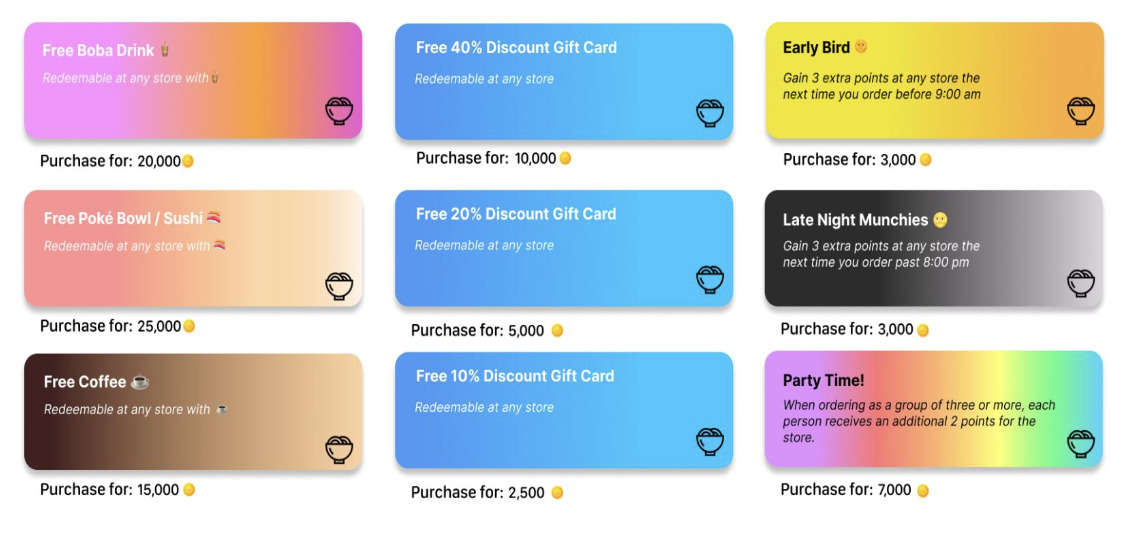 Free Boba Drink 🧋
Redeemable at any store with 🧋
Purchase for: 20,000🪙
Free 40% Discount Gift Card
Redeemable at any store
Purchase for: 10,000🪙
Early Bird
Gain 3 extra points at any store the
next time you order before 9:00 am
Purchase for: 3,000🪙
Free Poké Bowl / Sushi 🍣
Redeemable at any store with 🍣
Purchase for: 25,000🪙
Free 20% Discount Gift Card
Redeemable at any store
Purchase for: 5,000 🪙
Late Night Munchies
Gain 3 extra points at any store the
next time you order past 8:00 pm
Purchase for: 3,000🪙
Free Coffee ☕
Redeemable at any store with ☕
Purchase for: 15,000🪙
Free 10% Discount Gift Card
Redeemable at any store
Purchase for: 2,500 🪙
Party Time!
When ordering as a group of three or more, each
person receives an additional 2 points for the
store.
Purchase for: 7,000 🪙